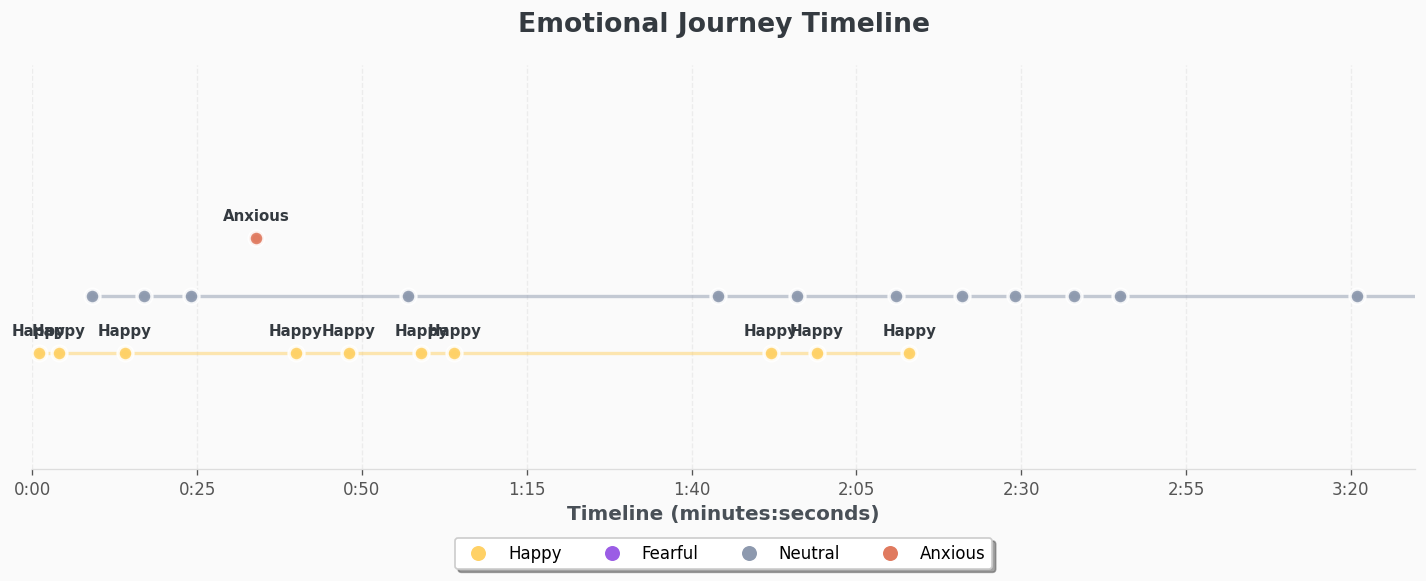 Emotional Journey Timeline
Anxious
Happy Happy Happy Happy Happy Happy Happy Happy Happy Happy
0:00 0:25 0:50 1:15 1:40 2:05 2:30 2:55 3:20
Timeline (minutes:seconds)
Happy Fearful Neutral Anxious